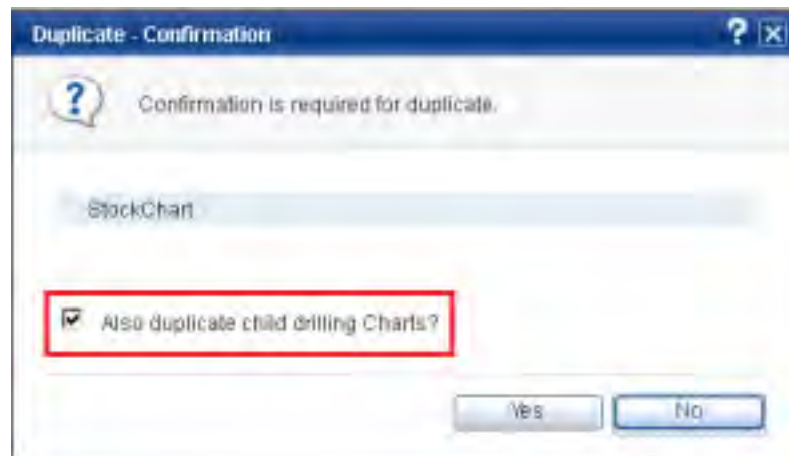 Duplicate - Confirmation
Confirmation is required for duplicate.
StockChart
Also duplicate child drilling Charts?
Yes No